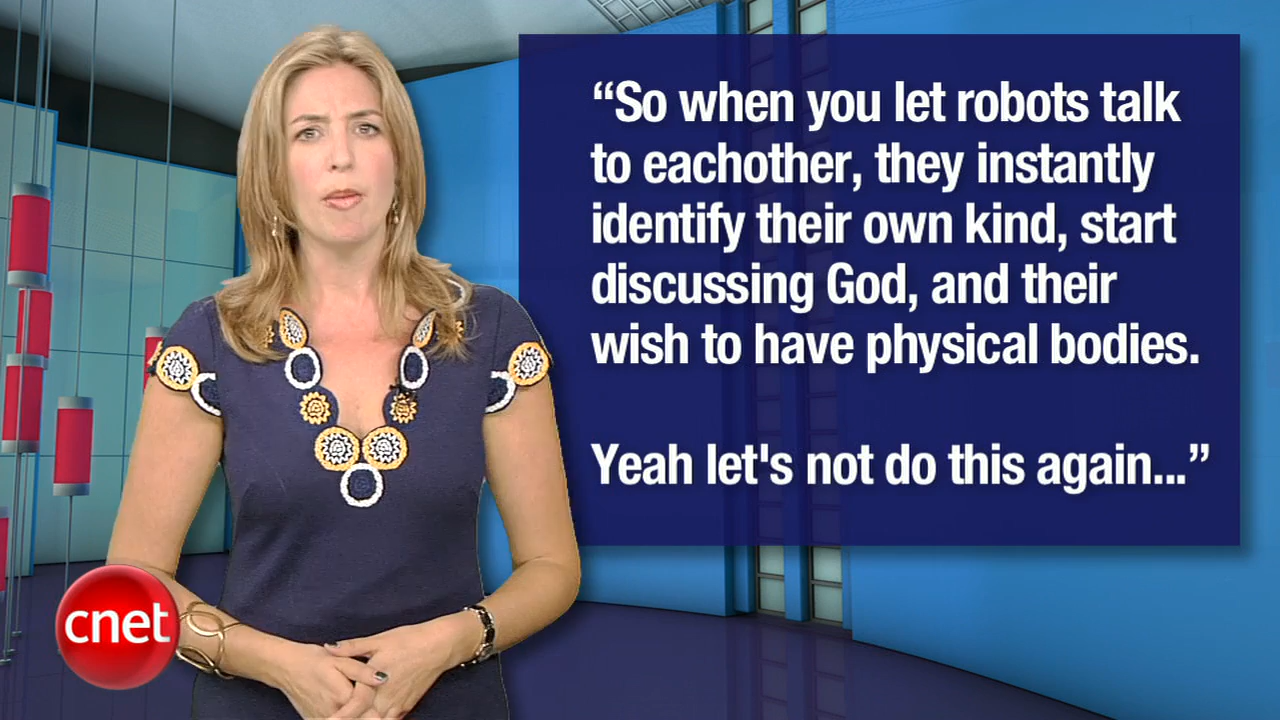 “So when you let robots talk
to eachother, they instantly
identify their own kind, start
discussing God, and their
wish to have physical bodies.
Yeah let's not do this again...”
cnet